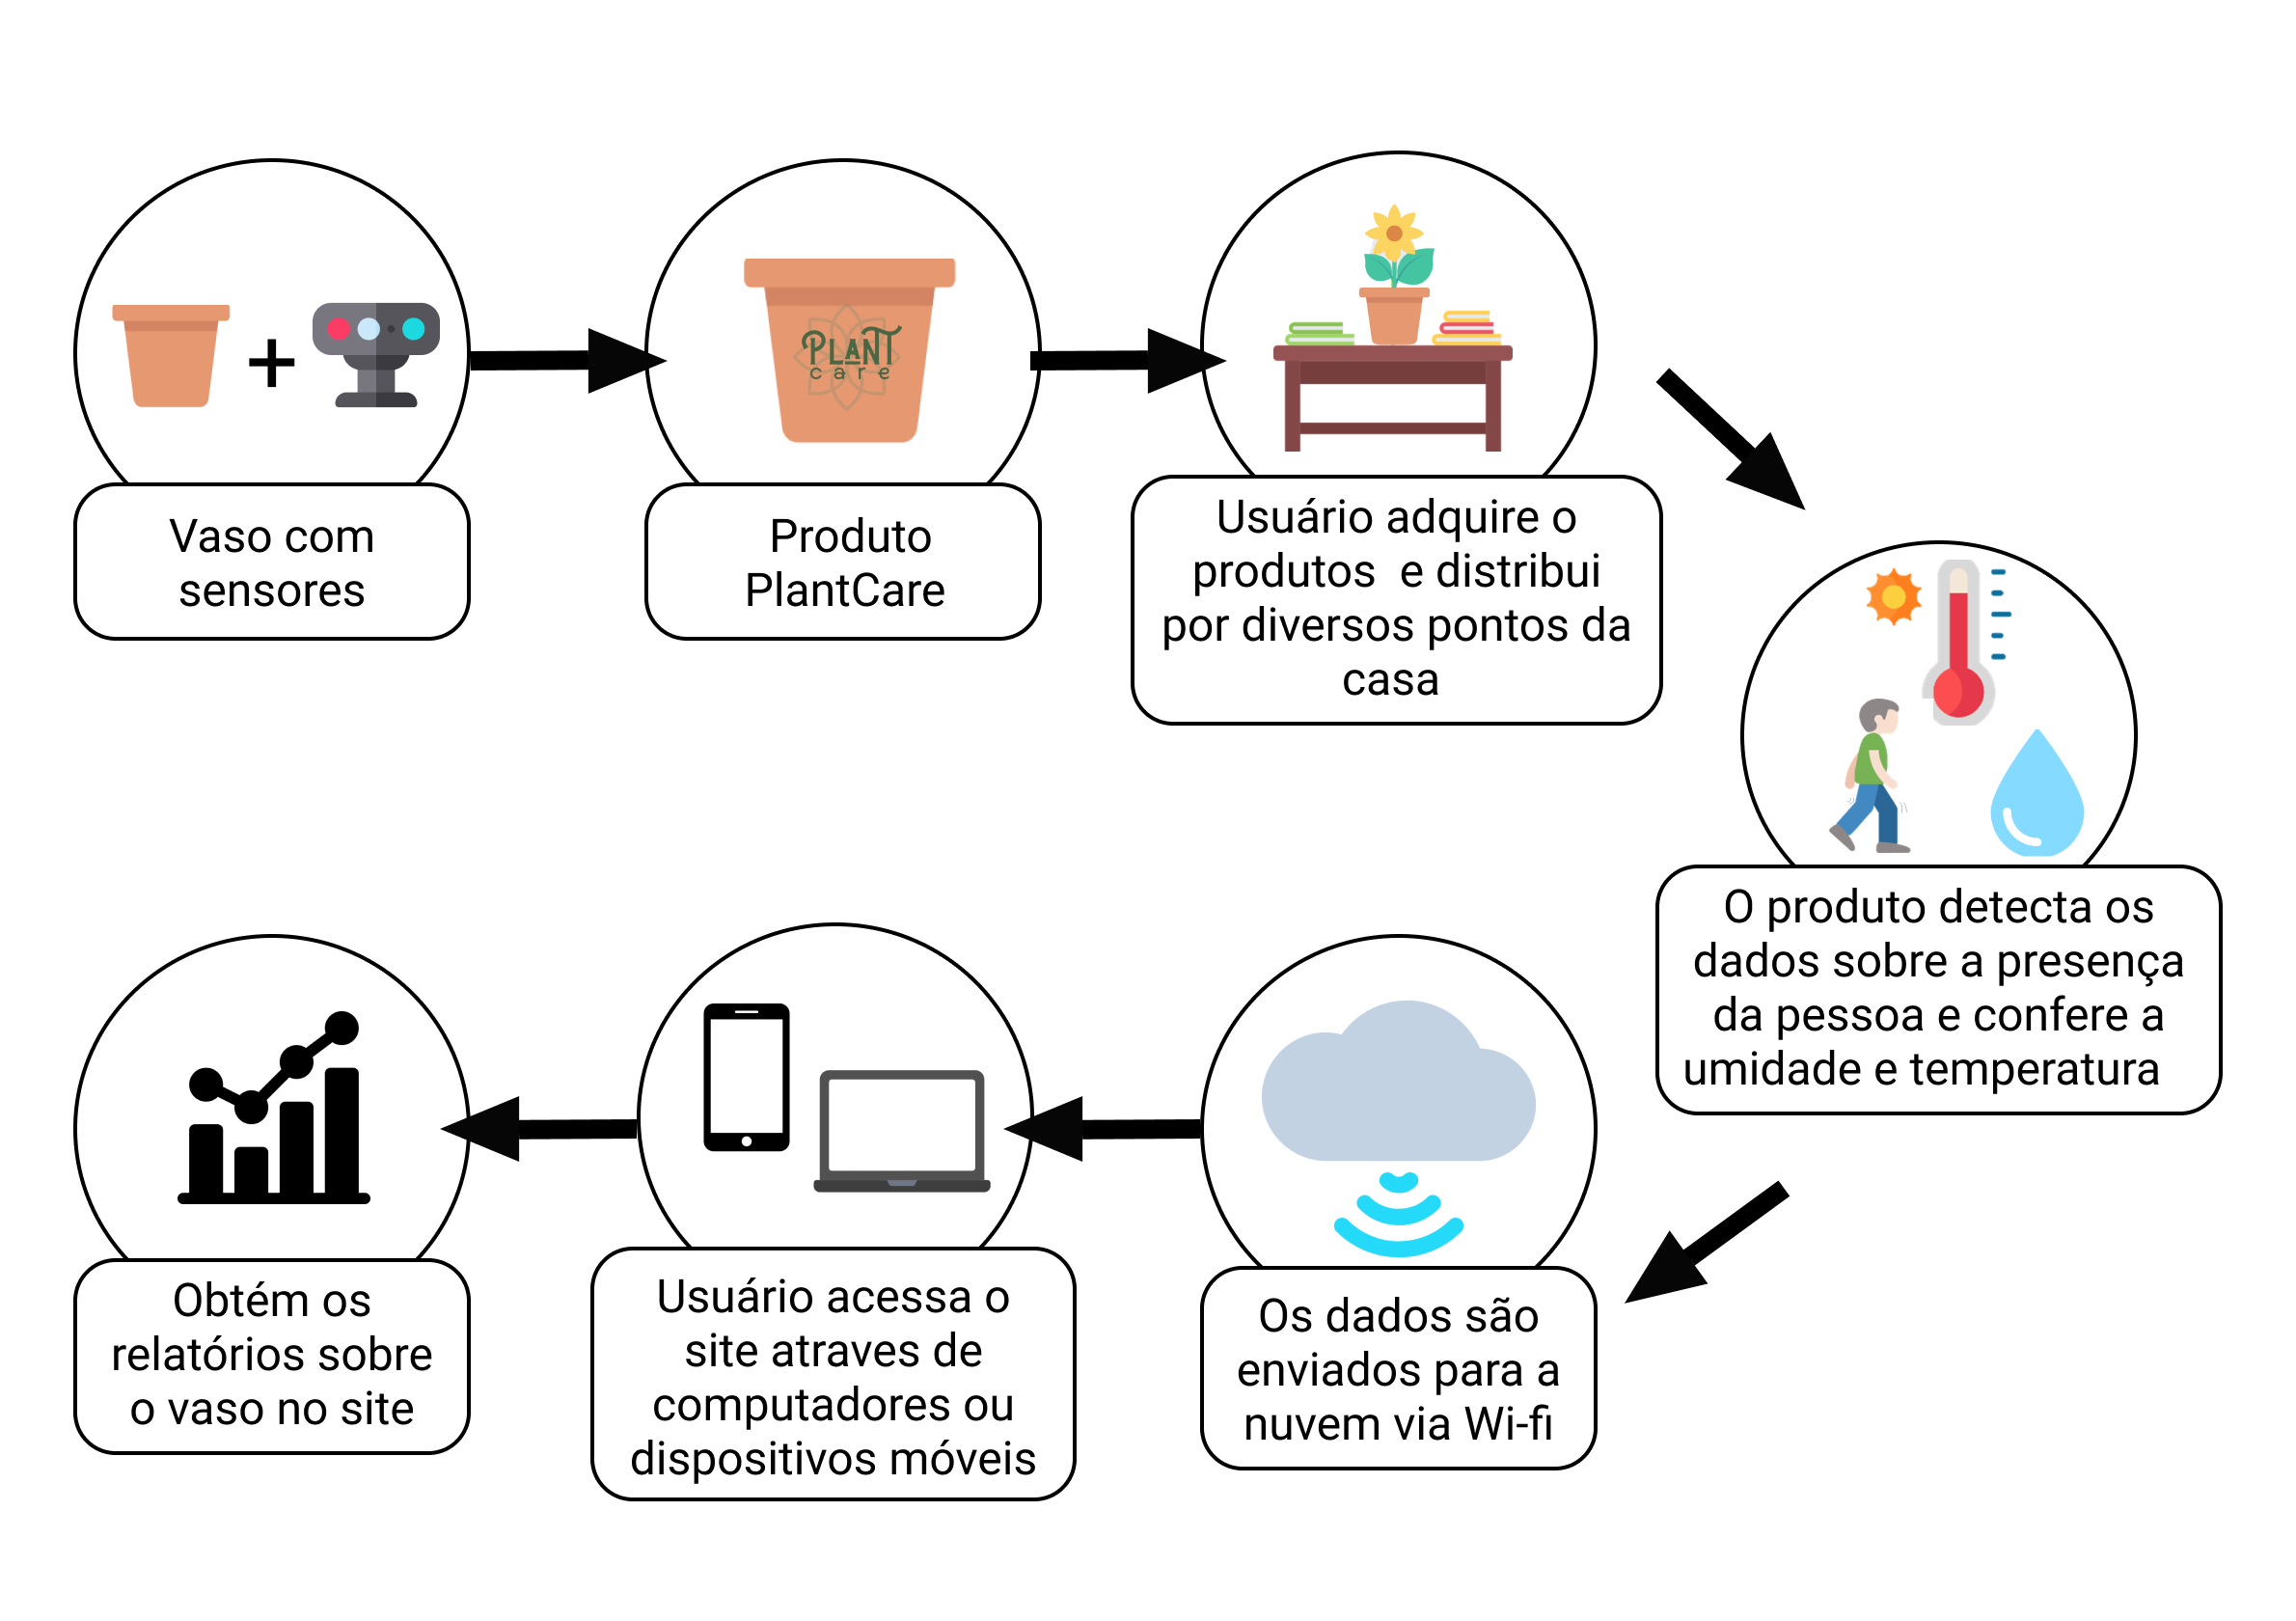 PLANT
care
Vaso com
sensores
Produto
PlantCare
Usuário adquire o
produtos e distribui
por diversos pontos da
casa
O produto detecta os
dados sobre a presença
da pessoa e confere a
umidade e temperatura
Os dados são
enviados para a
nuvem via Wi-fi
Usuário acessa o
site atraves de
computadores ou
dispositivos móveis
Obtém os
relatórios sobre
o vaso no site